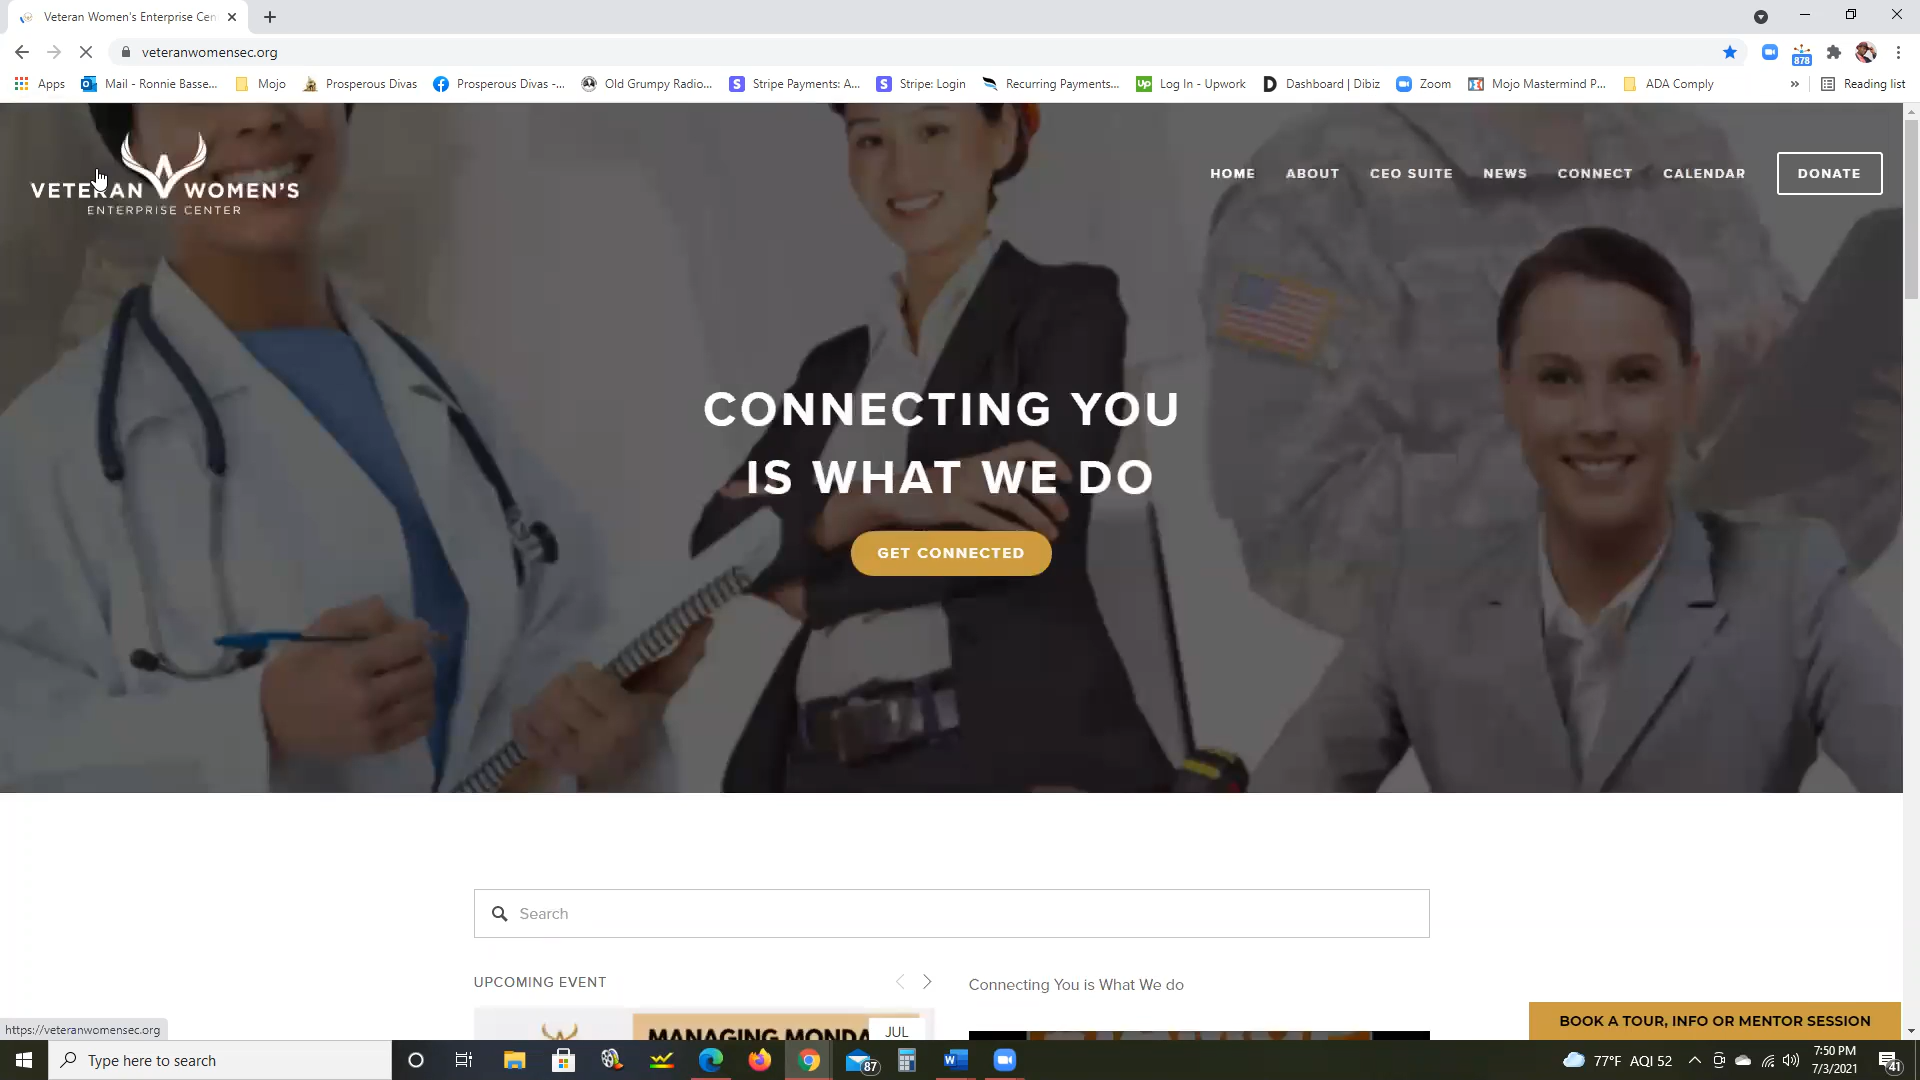 Veteran Women's Enterprise Cen
veteranwomensec.org
878
Apps
Mail - Ronnie Basse...
Mojo
Prosperous Divas
Prosperous Divas -...
Old Grumpy Radio...
Stripe Payments: A...
Stripe: Login
Recurring Payments...
Log In - Upwork
Dashboard | Dibiz
Zoom
Mojo Mastermind P...
ADA Comply
»
Reading list
VETERAN WOMEN'S
ENTERPRISE CENTER
HOME
ABOUT
CEO SUITE
NEWS
CONNECT
CALENDAR
DONATE
CONNECTING YOU
IS WHAT WE DO
GET CONNECTED
Search
UPCOMING EVENT
Connecting You is What We do
MANAGING MONDA
JUL
BOOK A TOUR, INFO OR MENTOR SESSION
https://veteranwomensec.org
Type here to search
87
77°F AQI 52
7:50 PM
7/3/2021
41